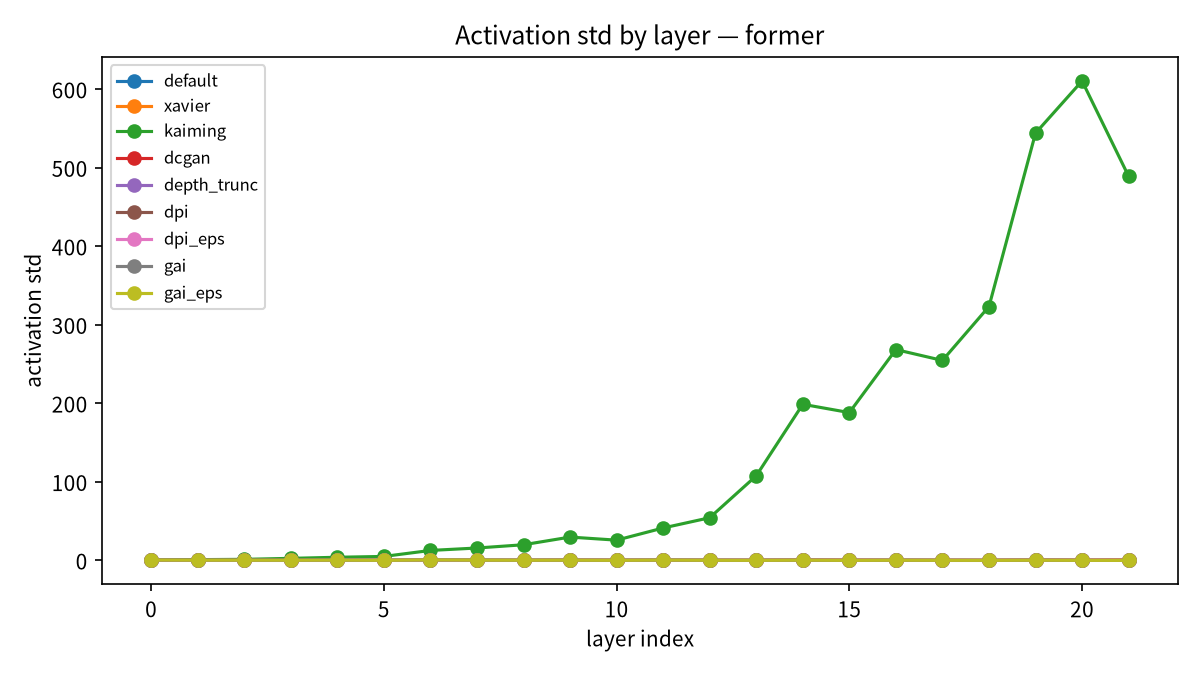 Activation std by layer — former
default
xavier
kaiming
dcgan
depth_trunc
dpi
dpi_eps
gai
gai_eps
activation std
600
500
400
300
200
100
0
0 5 10 15 20
layer index